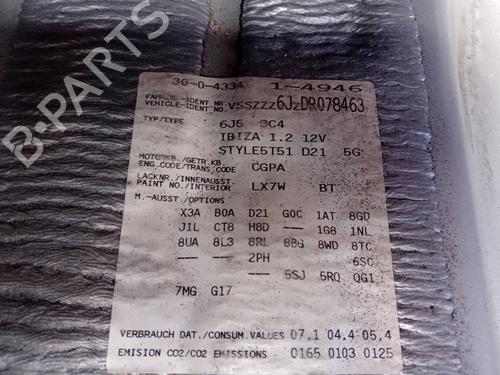 30-0-4334 1-4946
FAHRZG.-IDENT.NR
VEHICLE-IDENT.NO. VSSZZZ6JZDR078463
TYP/TYPE 6J5 3C4
IBIZA 1.2 12V
STYLE5T51 D21 5G
MOTORKB./GETR.KB.
ENG.CODE/TRANS.CODE CGPA
LACKNR./INNENAUSST.
PAINT NO./INTERIOR LX7W BT
M.-AUSST./OPTIONS
X3A B0A D21 G0C 1AT 8GD
J1L CT8 H8D --- 1G8 1NL
8UA 8L3 8RL 8BG 8WD 8TC
--- --- 2PH 6SC
--- --- --- 5SJ 5RQ QG1
7MG G17
VERBRAUCH DAT./CONSUM.VALUES 07,1 04,4 05,4
EMISION CO2/CO2 EMISSIONS 0165 0103 0125
B-PARTS